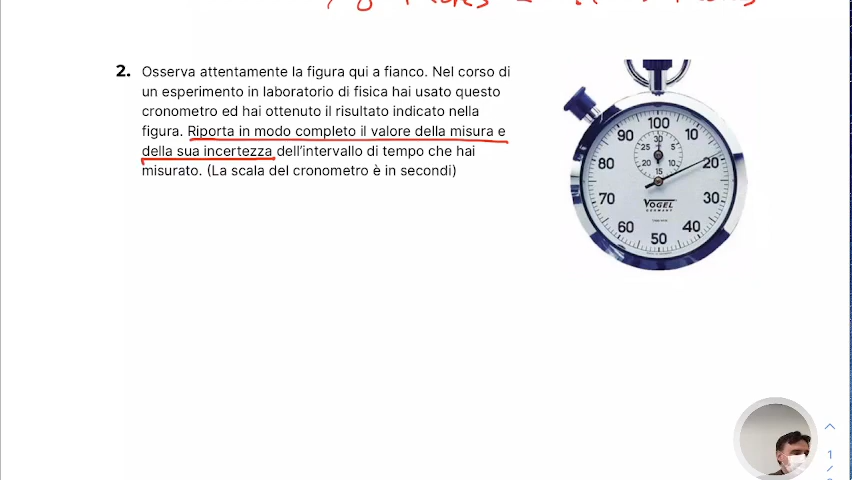 2. Osserva attentamente la figura qui a fianco. Nel corso di
un esperimento in laboratorio di fisica hai usato questo
cronometro ed hai ottenuto il risultato indicato nella
figura. Riporta in modo completo il valore della misura e
della sua incertezza dell'intervallo di tempo che hai
misurato. (La scala del cronometro è in secondi)
100
90 30 10
25 5
80 20 10 20
15
70 VOGEL 30
GERMANY
60 40
50
1
/